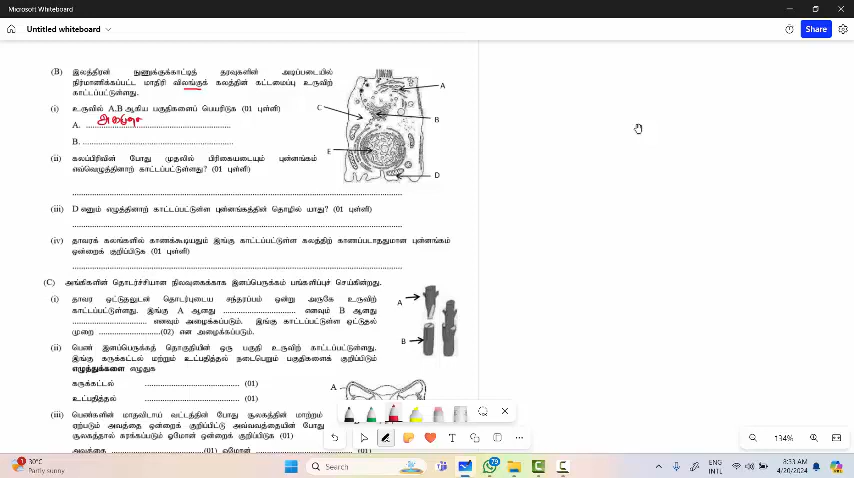 Microsoft Whiteboard
Untitled whiteboard
Share
(B) இலத்திரன் நுணுக்குக்காட்டித் தரவுகளின் அடிப்படையில்
நிர்மாணிக்கப்பட்ட மாதிரி விலங்குக் கலத்தின் கட்டமைப்பு உருவிற்
காட்டப்பட்டுள்ளது.
(i) உருவில் A,B ஆகிய பகுதிகளைப் பெயரிடுக (01 புள்ளி)
A. ................................................
B. ................................................
(ii) கலப்பிரிவின் போது முதலில் பிரிகையடையும் புன்னங்கம்
எவ்வெழுத்தினாற் காட்டப்பட்டுள்ளது? (01 புள்ளி)
(iii) D எனும் எழுத்தினாற் காட்டப்பட்டுள்ள புன்னங்கத்தின் தொழில் யாது? (01 புள்ளி)
(iv) தாவரக் கலங்களில் காணக்கூடியதும் இங்கு காட்டப்பட்டுள்ள கலத்திற் காணப்படாததுமான புன்னங்கம்
ஒன்றைக் குறிப்பிடுக (01 புள்ளி)
A
C
B
E
D
(C) அங்கிகளின் தொடர்ச்சியான நிலவுகைக்காக இனப்பெருக்கம் பங்களிப்புச் செய்கின்றது.
(i) தாவர ஒட்டுதலுடன் தொடர்புடைய சந்தரப்பம் ஒன்று அருகே உருவிற்
காட்டப்பட்டுள்ளது. இங்கு A ஆனது ........................... எனவும் B ஆனது
........................... எனவும் அழைக்கப்படும். இங்கு காட்டப்பட்டுள்ள ஒட்டுதல்
முறை ...........................(02) என அழைக்கப்படும்.
A
B
(ii) பெண் இனப்பெருக்கத் தொகுதியின் ஒரு பகுதி உருவிற் காட்டப்பட்டுள்ளது.
இங்கு கருக்கட்டல் மற்றும் உட்பதித்தல் நடைபெறும் பகுதிகளைக் குறிப்பிடும்
எழுத்துக்களை எழுதுக
கருக்கட்டல் ................................ (01)
உட்பதித்தல் ................................ (01)
A
(iii) பெண்களின் மாதவிடாய் வட்டத்தின் போது சூலகத்தின் மாற்றம்
ஏற்படும் அவத்தை ஒன்றைக் குறிப்பிட்டு அவ்வவத்தையின் போது
சூலகத்தால் சுரக்கப்படும் ஓமோன் ஒன்றைக் குறிப்பிடுக (01)
அவத்தை ................................(01) ஓமோன் ................................ (01)
134%
1
30°C
Partly sunny
Search
79
ENG
INTL
8:33 AM
4/20/2024